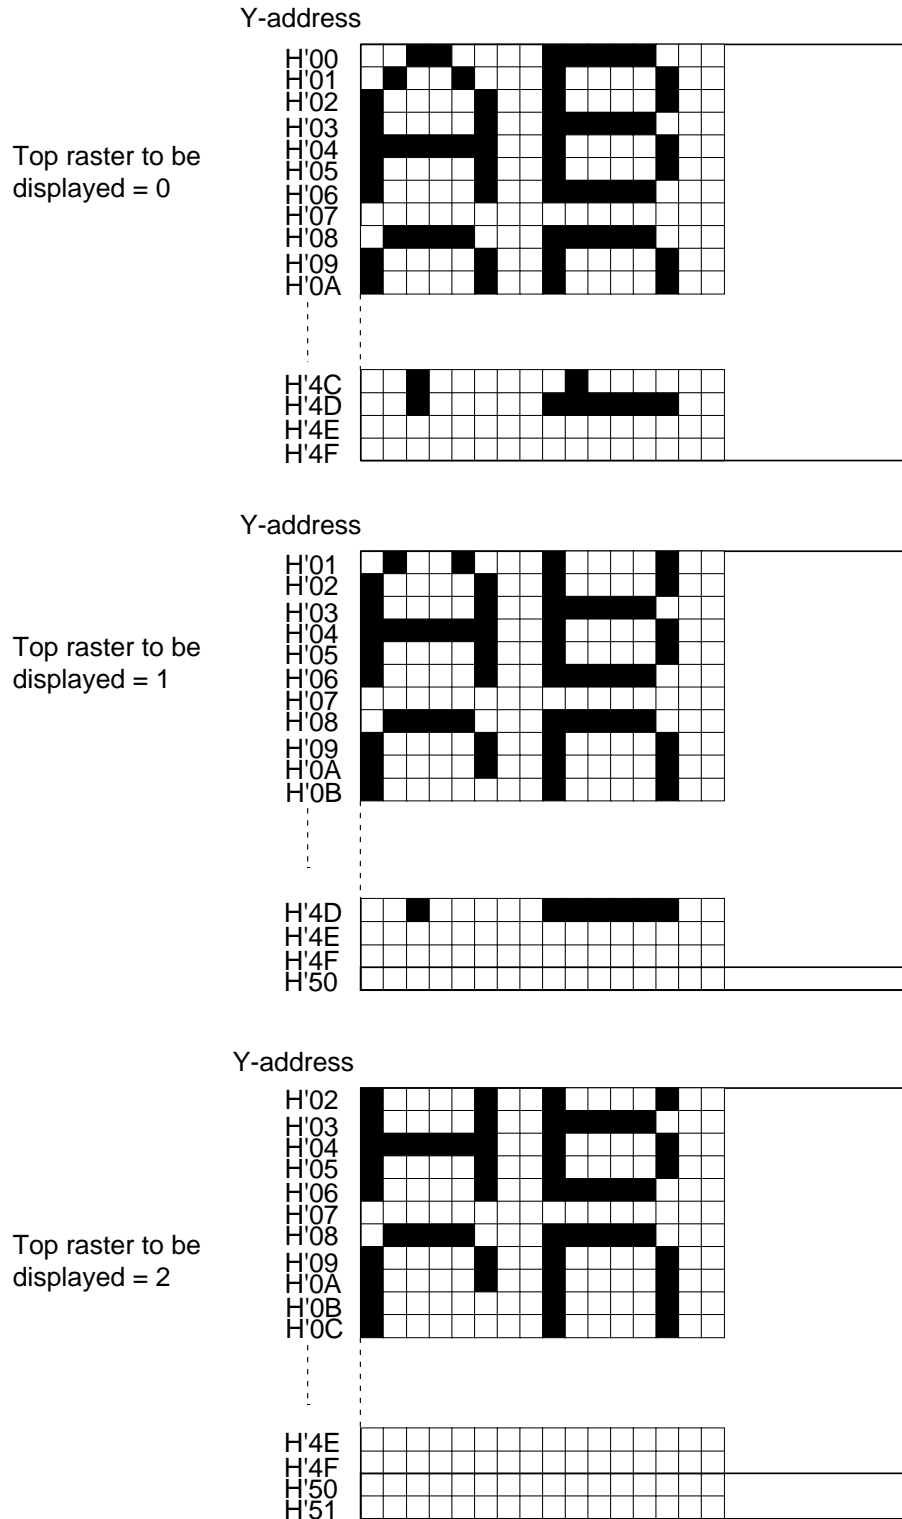 Y-address
H'00
H'01
H'02
H'03
H'04
H'05
H'06
H'07
H'08
H'09
H'0A
Top raster to be
displayed = 0
H'4C
H'4D
H'4E
H'4F
Y-address
H'01
H'02
H'03
H'04
H'05
H'06
H'07
H'08
H'09
H'0A
H'0B
Top raster to be
displayed = 1
H'4D
H'4E
H'4F
H'50
Y-address
H'02
H'03
H'04
H'05
H'06
H'07
H'08
H'09
H'0A
H'0B
H'0C
Top raster to be
displayed = 2
H'4E
H'4F
H'50
H'51